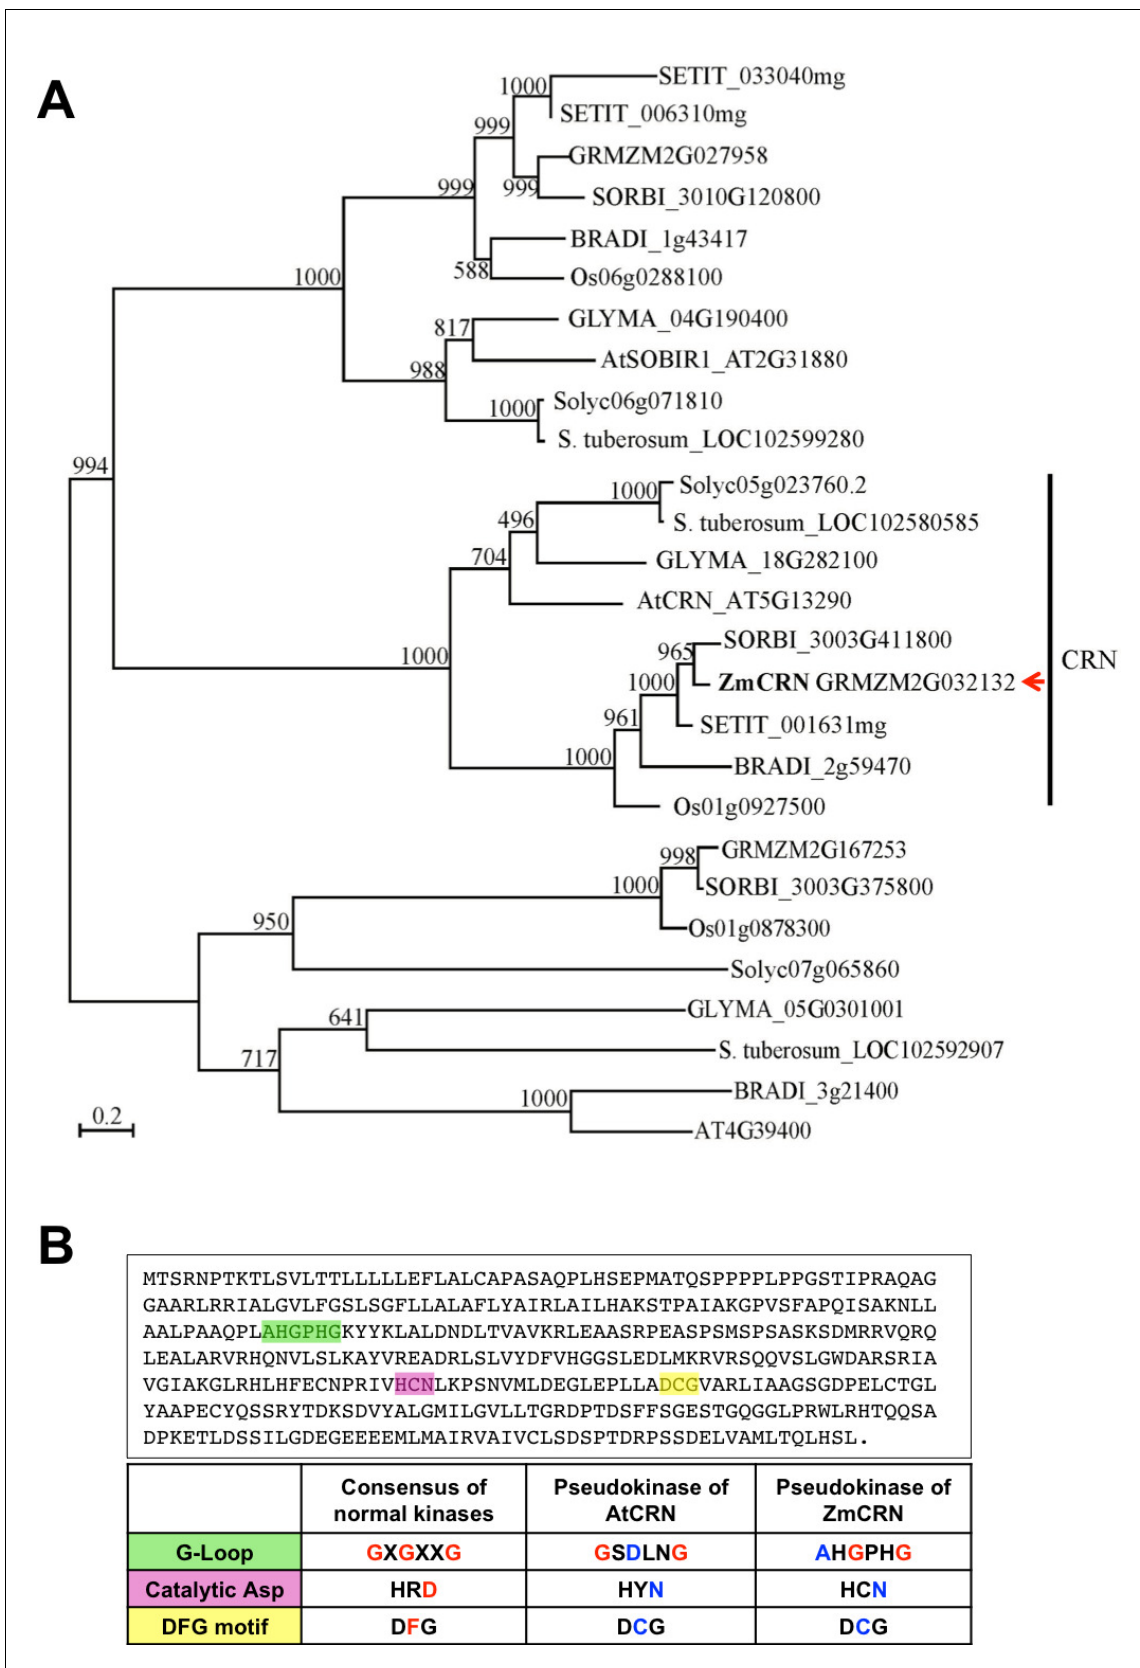 A
1000
SETIT_033040mg
SETIT_006310mg
999
GRMZM2G027958
999
999
SORBI_3010G120800
BRADI_1g43417
588
Os06g0288100
1000
GLYMA_04G190400
817
AtSOBIR1_AT2G31880
988
Solyc06g071810
1000
S. tuberosum_LOC102599280
994
Solyc05g023760.2
1000
S. tuberosum_LOC102580585
496
GLYMA_18G282100
704
AtCRN_AT5G13290
SORBI_3003G411800
965
1000
CRN
1000
ZmCRN GRMZM2G032132
961
SETIT_001631mg
1000
BRADI_2g59470
Os01g0927500
GRMZM2G167253
998
SORBI_3003G375800
1000
950
Os01g0878300
Solyc07g065860
GLYMA_05G0301001
641
S. tuberosum_LOC102592907
717
BRADI_3g21400
1000
0.2
AT4G39400
B
MTSRNPTKTLSVLTTLLLLLEFLALCAPASAQPLHSEPMATQSPPPPLPPGSTIPRAQAG
GAARLRRIALGVLFGSLSGFLLALAFLYAIRLAILHAKSTPAIAKGPVSFAPQISAKNLL
AALPAAQPLAHGPHGKYYKLALDNDLTVAVKRLEAASRPEASPSMSPSASKSDMRRVQRQ
LEALARVRHQNVLSLKAYVREADRLSLVYDFVHGGSLEDLMKRVRSQQVSLGWDARSRIA
VGIAKGLRHLHFECNPRIVHCNLKPSNVMLDEGLEPLLADCGVARLIAAGSGDPELCTGL
YAAPECYQSSRYTDKSDVYALGMILGVLLTGRDPTDSFFSGESTGQGGLPRWLRHTQQSA
DPKETLDSSILGDEGEEEEMLMAIRVAIVCLSDSPTDRPSSDELVAMLTQLHSL.
Consensus of normal kinases Pseudokinase of AtCRN Pseudokinase of ZmCRN
G-Loop GXGXXG GSDLNG AHGPHG
Catalytic Asp HRD HYN HCN
DFG motif DFG DCG DCG